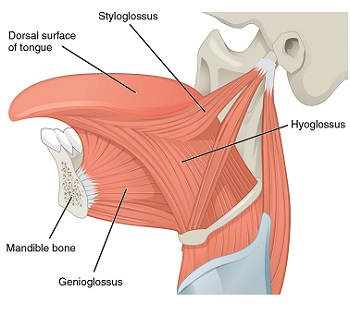 Styloglossus
Dorsal surface
of tongue
Hyoglossus
Mandible bone
Genioglossus